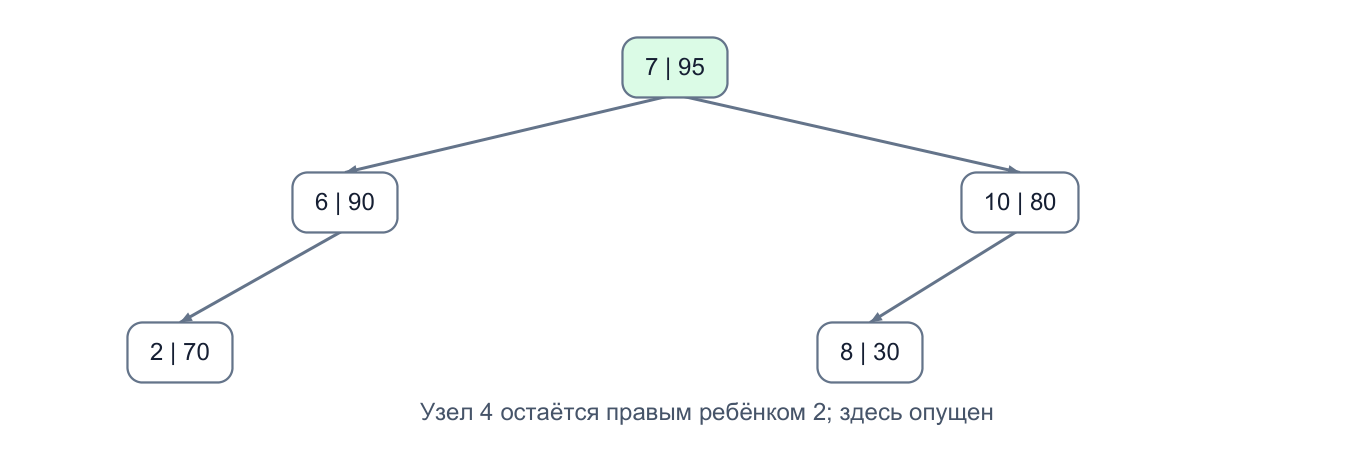 7 | 95
6 | 90
10 | 80
2 | 70
8 | 30
Узел 4 остаётся правым ребёнком 2; здесь опущен